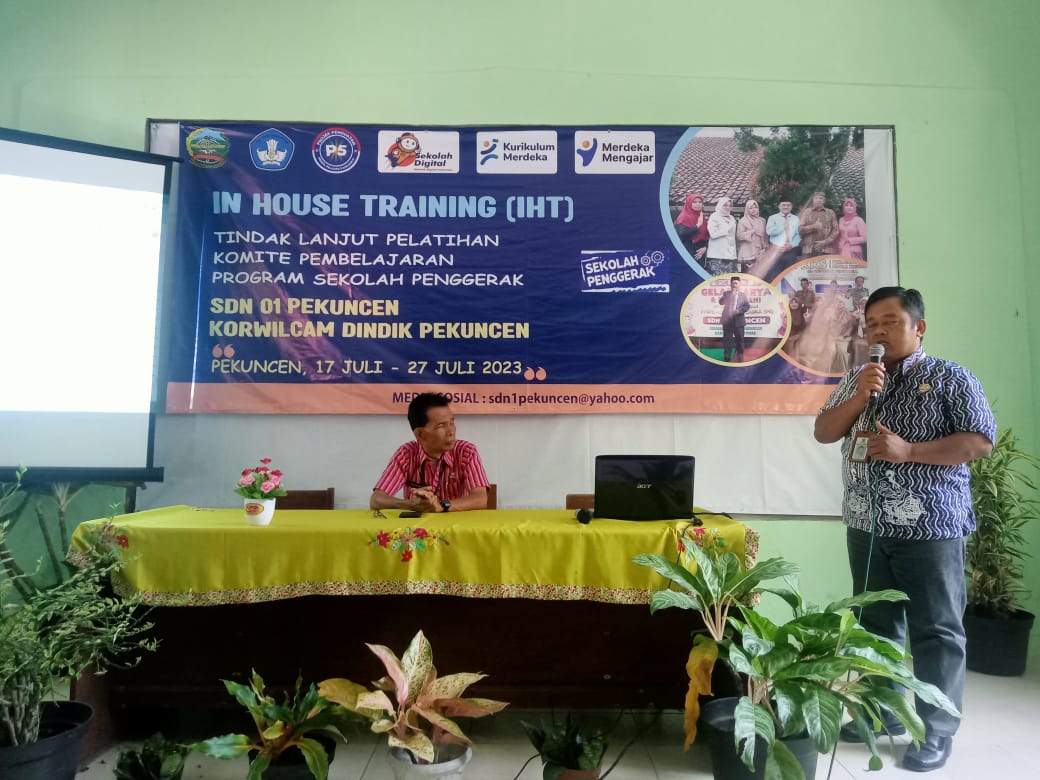 P5
Sekolah
Digital
Kurikulum
Merdeka
Merdeka
Mengajar
IN HOUSE TRAINING (IHT)
TINDAK LANJUT PELATIHAN
KOMITE PEMBELAJARAN
PROGRAM SEKOLAH PENGGERAK
SEKOLAH
PENGGERAK
SDN 01 PEKUNCEN
KORWILCAM DINDIK PEKUNCEN
PEKUNCEN, 17 JULI - 27 JULI 2023
SOSIAL : sdn1pekuncen@yahoo.com
acer